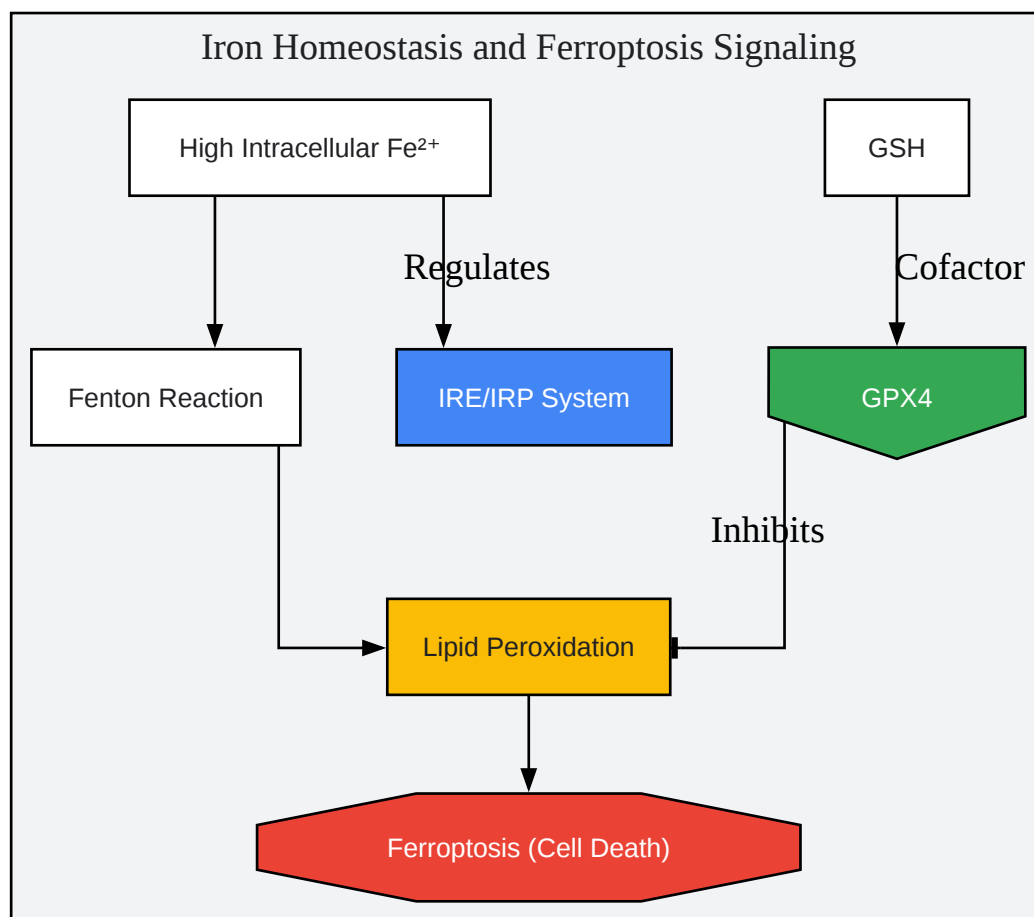 Iron Homeostasis and Ferroptosis Signaling
High Intracellular Fe²⁺
GSH
Regulates
Cofactor
Fenton Reaction
IRE/IRP System
GPX4
Inhibits
Lipid Peroxidation
Ferroptosis (Cell Death)